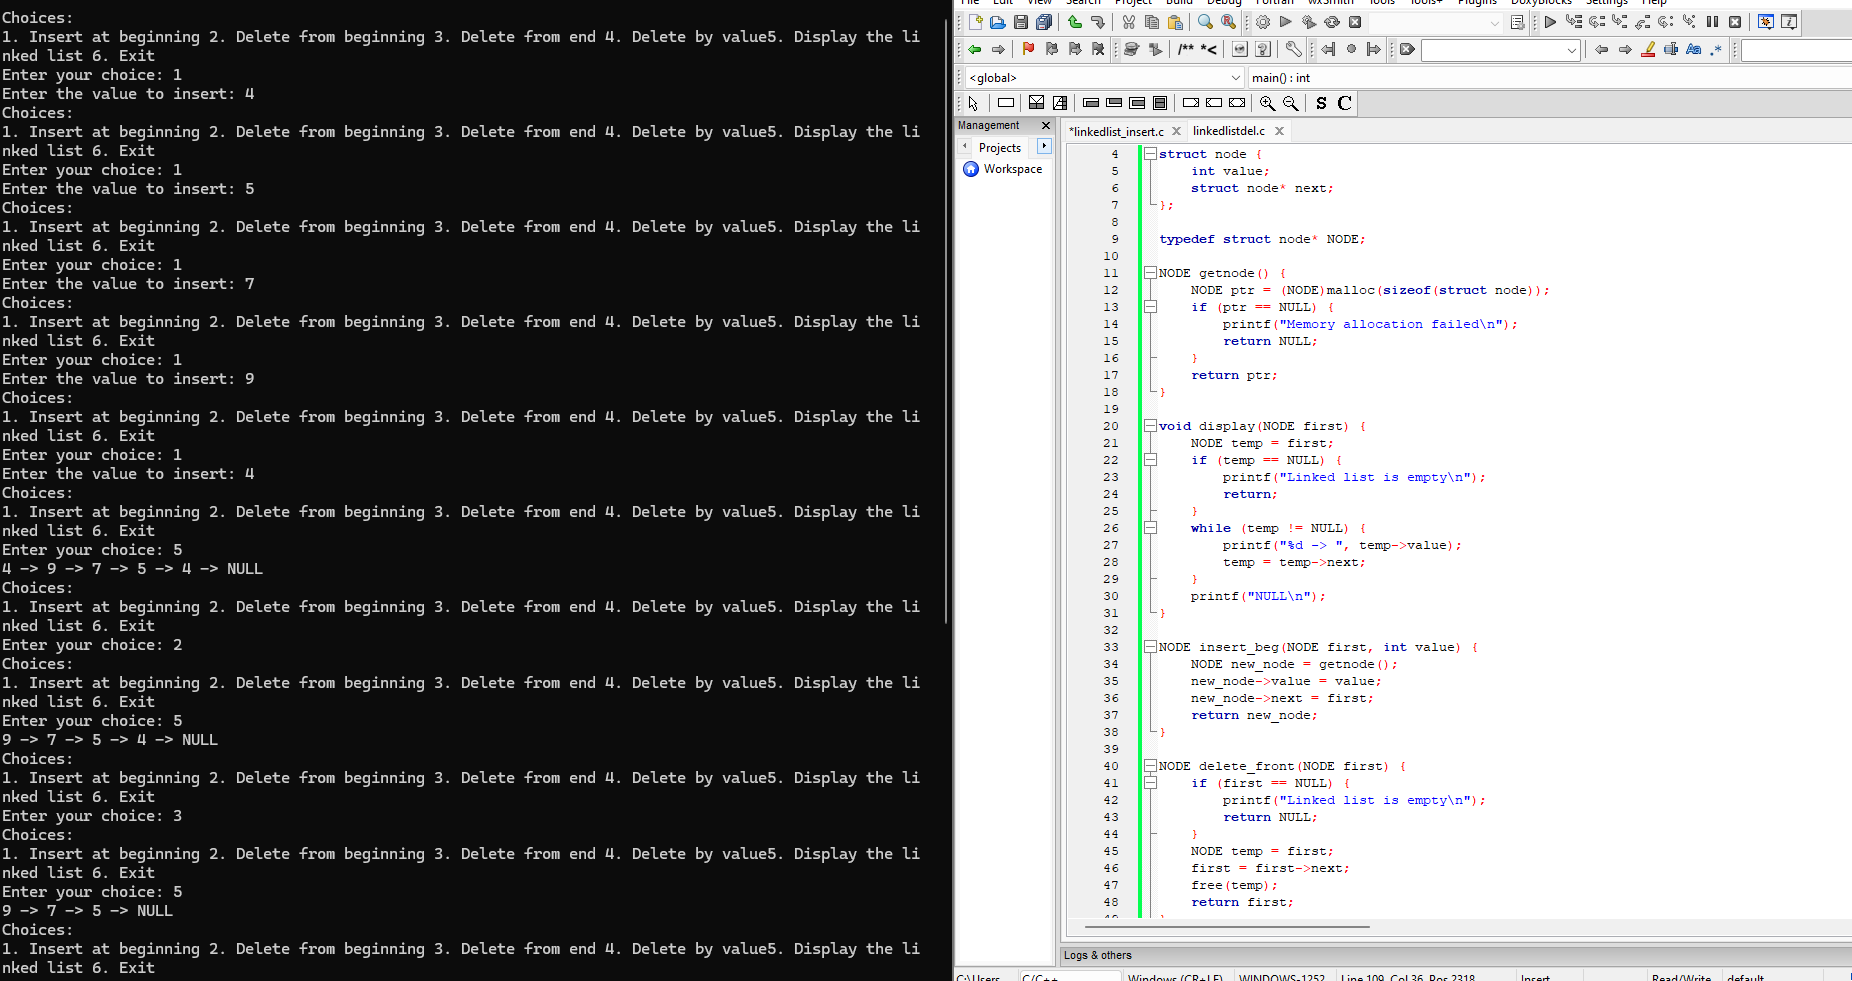 Choices:
1. Insert at beginning 2. Delete from beginning 3. Delete from end 4. Delete by value5. Display the li
nked list 6. Exit
Enter your choice: 1
Enter the value to insert: 4
Choices:
1. Insert at beginning 2. Delete from beginning 3. Delete from end 4. Delete by value5. Display the li
nked list 6. Exit
Enter your choice: 1
Enter the value to insert: 5
Choices:
1. Insert at beginning 2. Delete from beginning 3. Delete from end 4. Delete by value5. Display the li
nked list 6. Exit
Enter your choice: 1
Enter the value to insert: 7
Choices:
1. Insert at beginning 2. Delete from beginning 3. Delete from end 4. Delete by value5. Display the li
nked list 6. Exit
Enter your choice: 1
Enter the value to insert: 9
Choices:
1. Insert at beginning 2. Delete from beginning 3. Delete from end 4. Delete by value5. Display the li
nked list 6. Exit
Enter your choice: 1
Enter the value to insert: 4
Choices:
1. Insert at beginning 2. Delete from beginning 3. Delete from end 4. Delete by value5. Display the li
nked list 6. Exit
Enter your choice: 5
4 -> 9 -> 7 -> 5 -> 4 -> NULL
Choices:
1. Insert at beginning 2. Delete from beginning 3. Delete from end 4. Delete by value5. Display the li
nked list 6. Exit
Enter your choice: 2
Choices:
1. Insert at beginning 2. Delete from beginning 3. Delete from end 4. Delete by value5. Display the li
nked list 6. Exit
Enter your choice: 5
9 -> 7 -> 5 -> 4 -> NULL
Choices:
1. Insert at beginning 2. Delete from beginning 3. Delete from end 4. Delete by value5. Display the li
nked list 6. Exit
Enter your choice: 3
Choices:
1. Insert at beginning 2. Delete from beginning 3. Delete from end 4. Delete by value5. Display the li
nked list 6. Exit
Enter your choice: 5
9 -> 7 -> 5 -> NULL
Choices:
1. Insert at beginning 2. Delete from beginning 3. Delete from end 4. Delete by value5. Display the li
nked list 6. Exit
File Edit View Search Project Build Debug Fortran wxSmith Tools Tools+ Plugins DoxyBlocks Settings Help
/** *<
Aa .*
<global> main() : int
S C
Management
Projects
Workspace
*linkedlist_insert.c linkedlistdel.c
4 struct node {
5 int value;
6 struct node* next;
7 };
8
9 typedef struct node* NODE;
10
11 NODE getnode() {
12 NODE ptr = (NODE)malloc(sizeof(struct node));
13 if (ptr == NULL) {
14 printf("Memory allocation failed\n");
15 return NULL;
16 }
17 return ptr;
18 }
19
20 void display(NODE first) {
21 NODE temp = first;
22 if (temp == NULL) {
23 printf("Linked list is empty\n");
24 return;
25 }
26 while (temp != NULL) {
27 printf("%d -> ", temp->value);
28 temp = temp->next;
29 }
30 printf("NULL\n");
31 }
32
33 NODE insert_beg(NODE first, int value) {
34 NODE new_node = getnode();
35 new_node->value = value;
36 new_node->next = first;
37 return new_node;
38 }
39
40 NODE delete_front(NODE first) {
41 if (first == NULL) {
42 printf("Linked list is empty\n");
43 return NULL;
44 }
45 NODE temp = first;
46 first = first->next;
47 free(temp);
48 return first;
49 }
Logs & others
C:\Users C/C++ Windows (CR+LF) WINDOWS-1252 Line 109, Col 36, Pos 2318 Insert Read/Write default